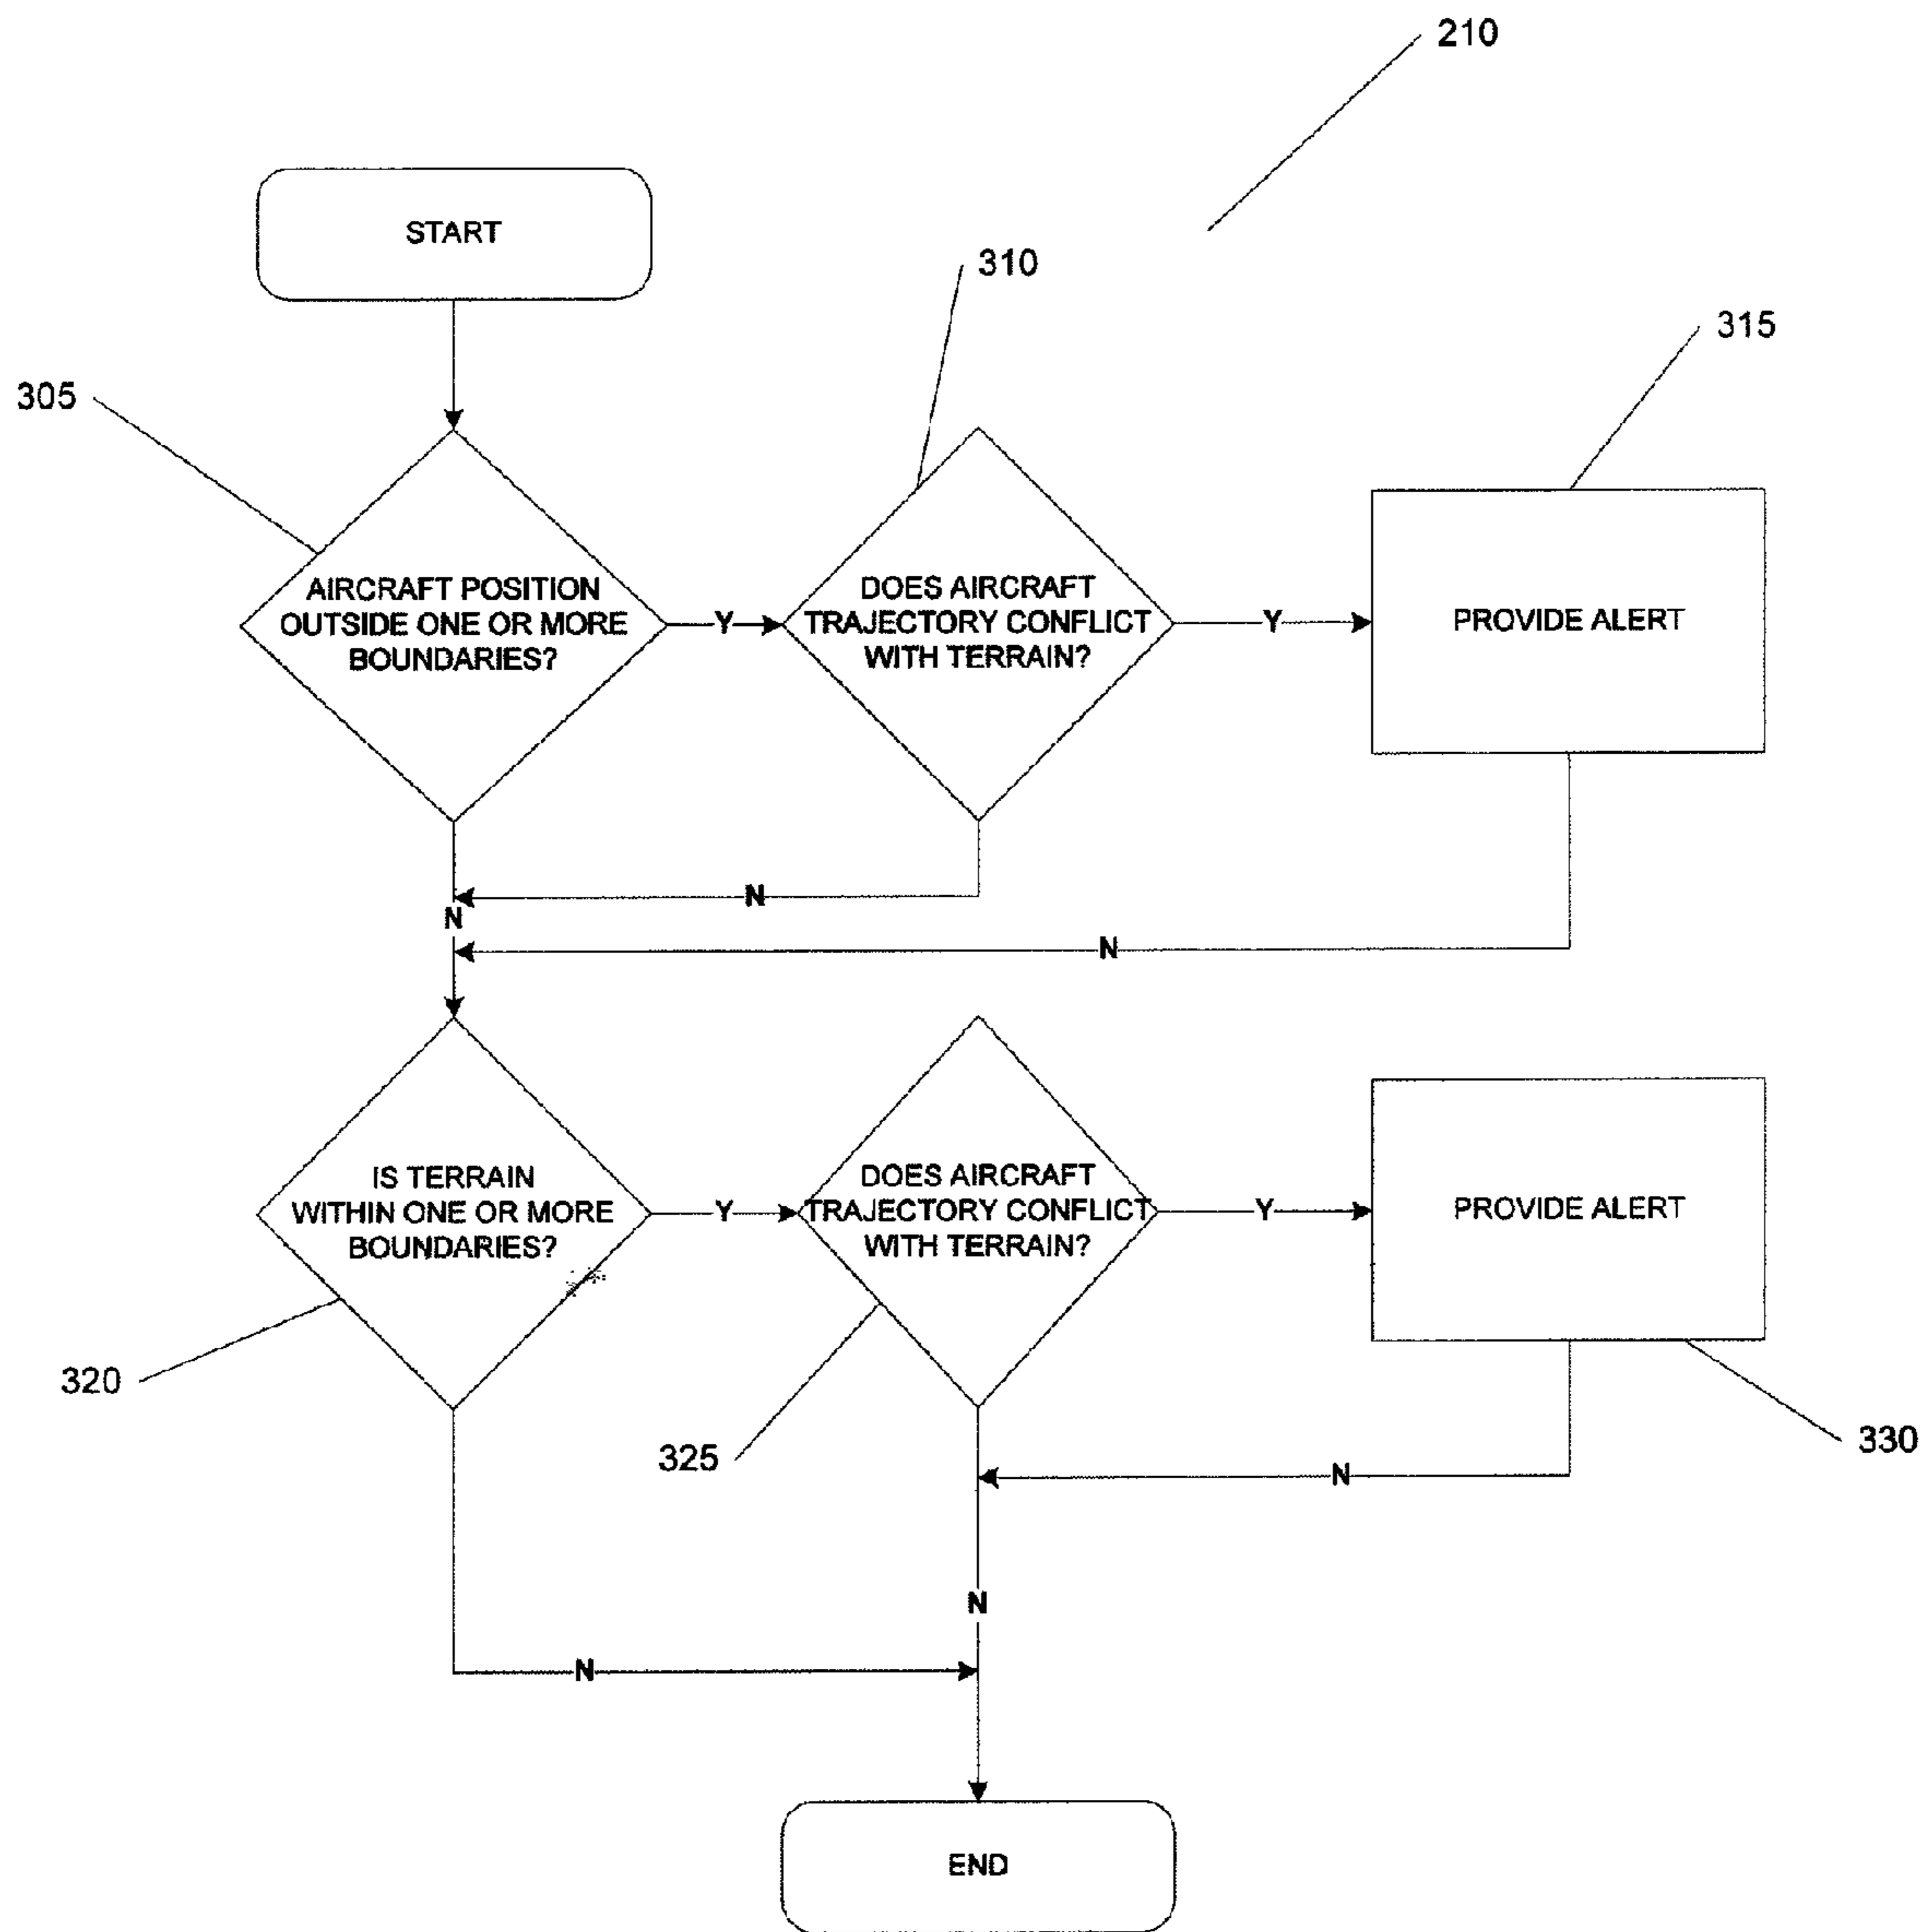 210
START
310
315
305
AIRCRAFT POSITION
OUTSIDE ONE OR MORE
BOUNDARIES?
Y
DOES AIRCRAFT
TRAJECTORY CONFLICT
WITH TERRAIN?
Y
PROVIDE ALERT
N
N
N
IS TERRAIN
WITHIN ONE OR MORE
BOUNDARIES?
Y
DOES AIRCRAFT
TRAJECTORY CONFLICT
WITH TERRAIN?
Y
PROVIDE ALERT
320
325
330
N
N
N
END